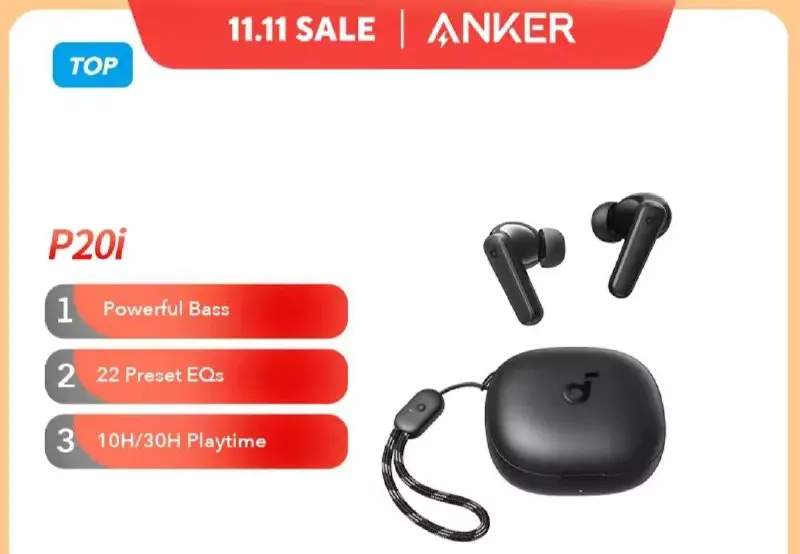 11.11 SALE | ANKER
TOP
P20i
1 Powerful Bass
2 22 Preset EQs
3 10H/30H Playtime